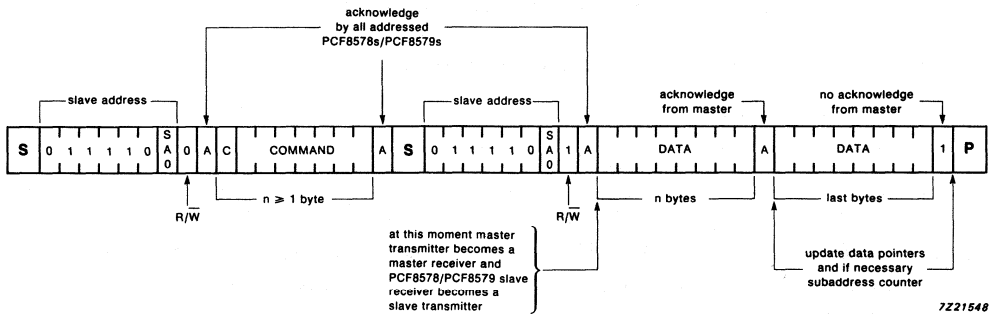 acknowledge
by all addressed
PCF8578s/PCF8579s
slave address
slave address
acknowledge
from master
no acknowledge
from master
S 0 1 1 1 1 0 S A 0 0 A C COMMAND A S 0 1 1 1 1 0 S A 0 1 A DATA A DATA 1 P
R/W̅
n ⩾ 1 byte
R/W̅
n bytes
last bytes
at this moment master
transmitter becomes a
master receiver and
PCF8578/PCF8579 slave
receiver becomes a
slave transmitter
update data pointers
and if necessary
subaddress counter
7Z21548